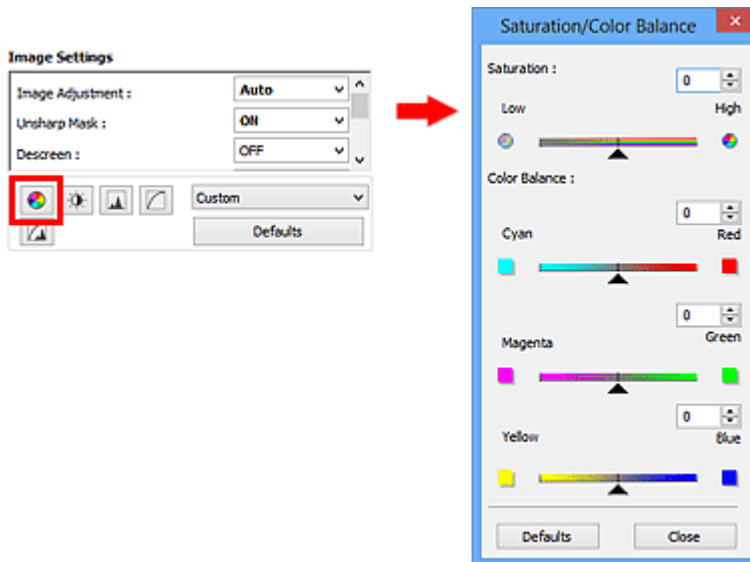 Image Settings
Image Adjustment : Auto
Unsharp Mask : ON
Descreen : OFF
Custom
Defaults
Saturation/Color Balance
Saturation : 0
Low High
Color Balance :
0
Cyan Red
0
Magenta Green
0
Yellow Blue
Defaults Close